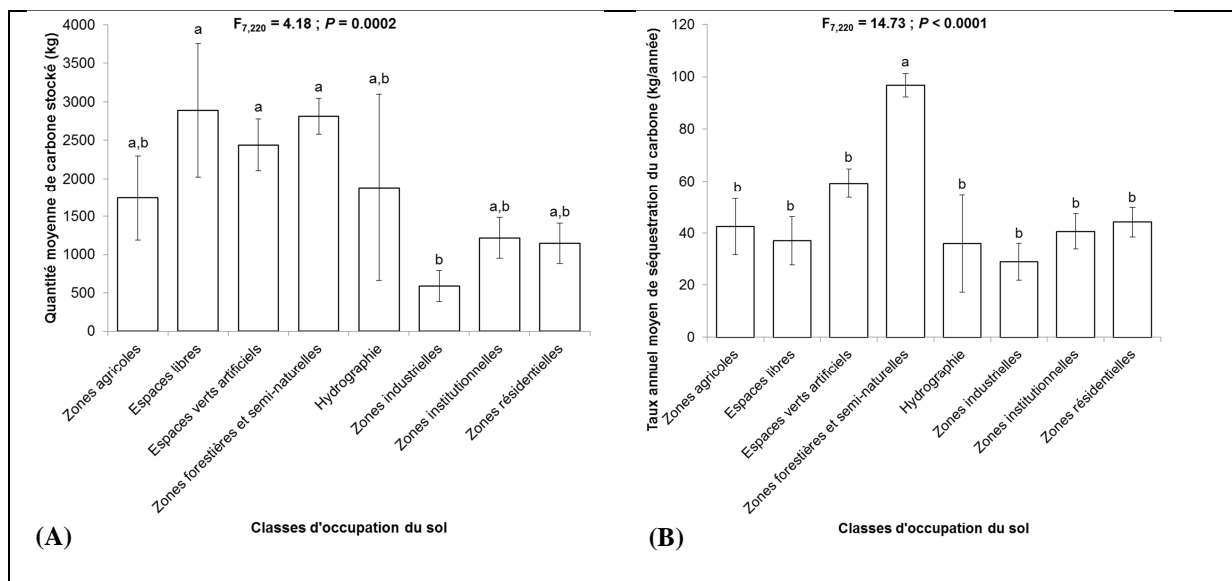 F7,220 = 4.18 ; P = 0.0002
Quantité moyenne de carbone stocké (kg)
4000
3500
3000
2500
2000
1500
1000
500
0
a,b
a
a
a
a,b
b
a,b
a,b
Zones agricoles
Espaces libres
Espaces verts artificiels
Zones forestières et semi-naturelles
Hydrographie
Zones industrielles
Zones institutionnelles
Zones résidentielles
Classes d'occupation du sol
(A)
F7,220 = 14.73 ; P < 0.0001
Taux annuel moyen de séquestration du carbone (kg/année)
120
100
80
60
40
20
0
b
b
b
a
b
b
b
b
Zones agricoles
Espaces libres
Espaces verts artificiels
Zones forestières et semi-naturelles
Hydrographie
Zones industrielles
Zones institutionnelles
Zones résidentielles
Classes d'occupation du sol
(B)